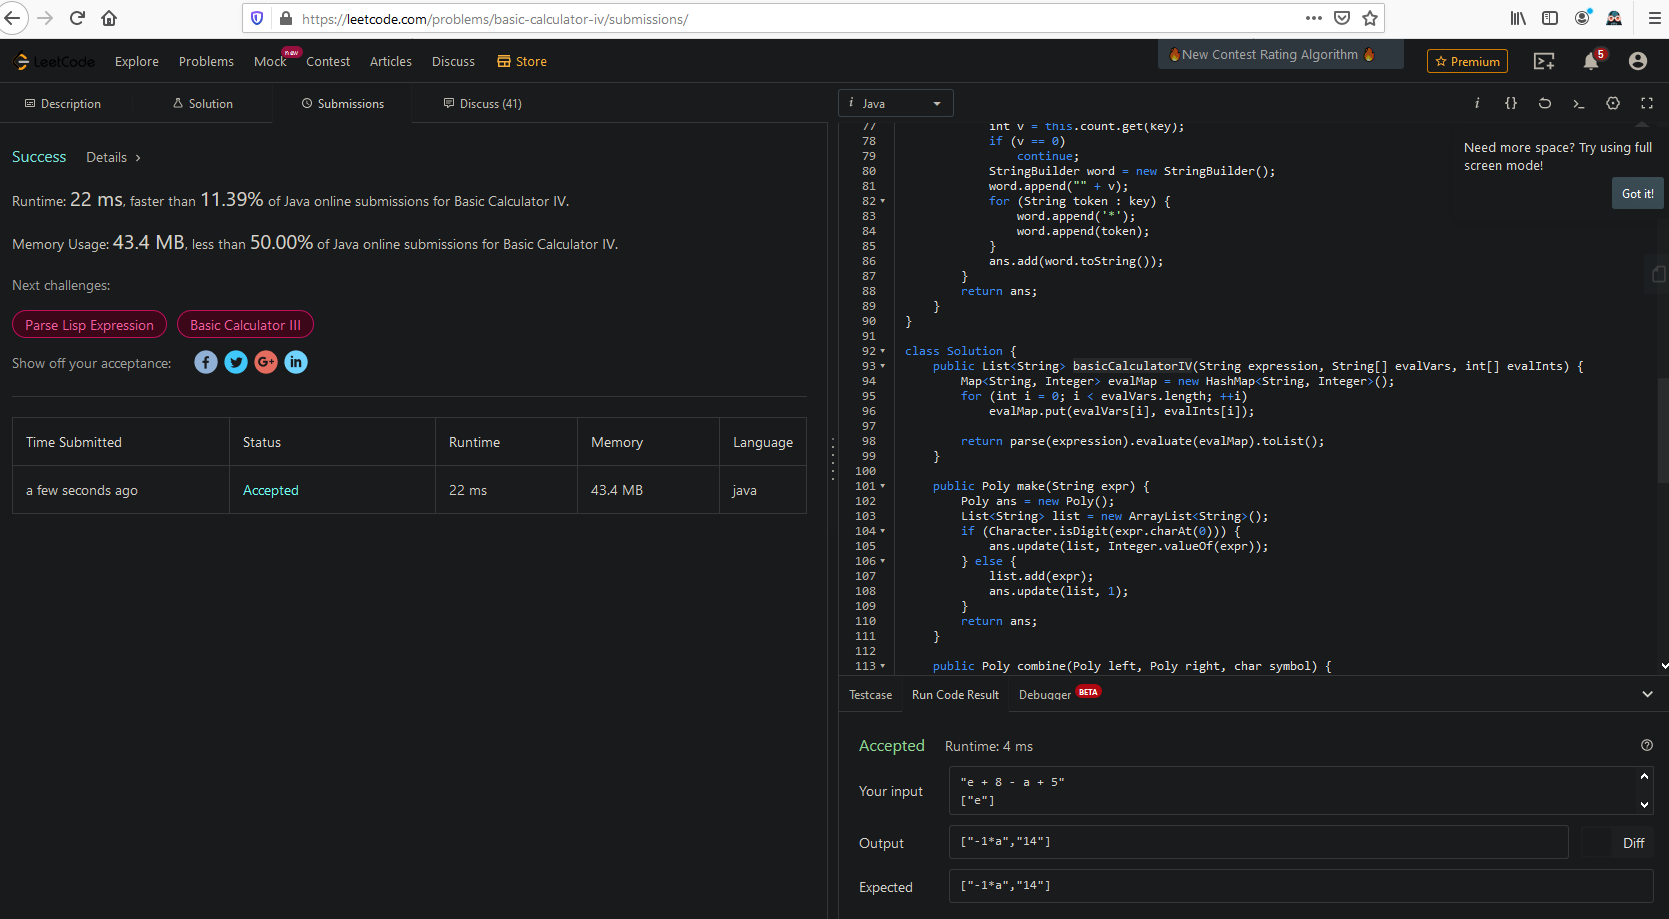 https://leetcode.com/problems/basic-calculator-iv/submissions/
LeetCode
Explore
Problems
Mock
new
Contest
Articles
Discuss
Store
New Contest Rating Algorithm
Premium
5
Description
Solution
Submissions
Discuss (41)
Success
Details >
Runtime: 22 ms, faster than 11.39% of Java online submissions for Basic Calculator IV.
Memory Usage: 43.4 MB, less than 50.00% of Java online submissions for Basic Calculator IV.
Next challenges:
Parse Lisp Expression
Basic Calculator III
Show off your acceptance:
Time Submitted Status Runtime Memory Language
a few seconds ago Accepted 22 ms 43.4 MB java
i Java
i {}
Need more space? Try using full
screen mode!
Got it!
77 int v = this.count.get(key);
78 if (v == 0)
79 continue;
80 StringBuilder word = new StringBuilder();
81 word.append("" + v);
82 for (String token : key) {
83 word.append('*');
84 word.append(token);
85 }
86 ans.add(word.toString());
87 }
88 return ans;
89 }
90 }
91
92 class Solution {
93 public List<String> basicCalculatorIV(String expression, String[] evalVars, int[] evalInts) {
94 Map<String, Integer> evalMap = new HashMap<String, Integer>();
95 for (int i = 0; i < evalVars.length; ++i)
96 evalMap.put(evalVars[i], evalInts[i]);
97
98 return parse(expression).evaluate(evalMap).toList();
99 }
100
101 public Poly make(String expr) {
102 Poly ans = new Poly();
103 List<String> list = new ArrayList<String>();
104 if (Character.isDigit(expr.charAt(0))) {
105 ans.update(list, Integer.valueOf(expr));
106 } else {
107 list.add(expr);
108 ans.update(list, 1);
109 }
110 return ans;
111 }
112
113 public Poly combine(Poly left, Poly right, char symbol) {
Testcase
Run Code Result
Debugger
BETA
Accepted
Runtime: 4 ms
Your input
"e + 8 - a + 5"
["e"]
Output
["-1*a","14"]
Diff
Expected
["-1*a","14"]